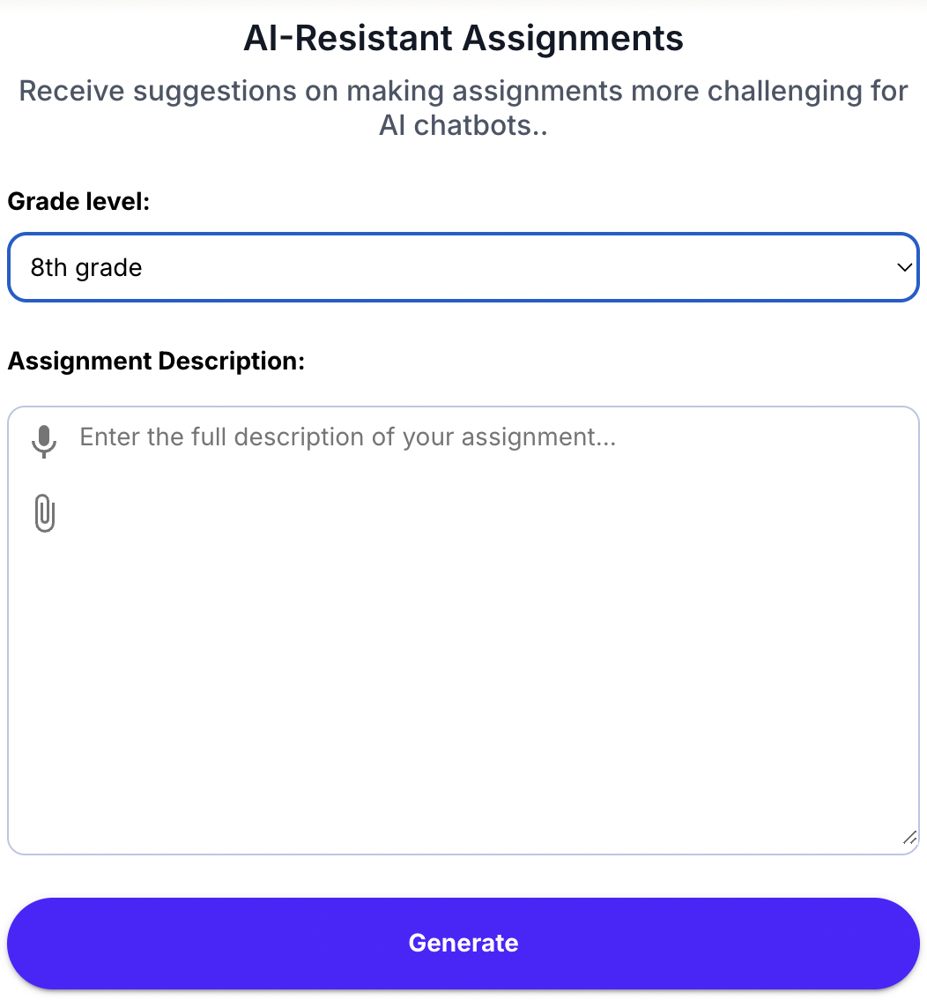 AI-Resistant Assignments
Receive suggestions on making assignments more challenging for
AI chatbots..
Grade level:
8th grade
Assignment Description:
Enter the full description of your assignment...
Generate